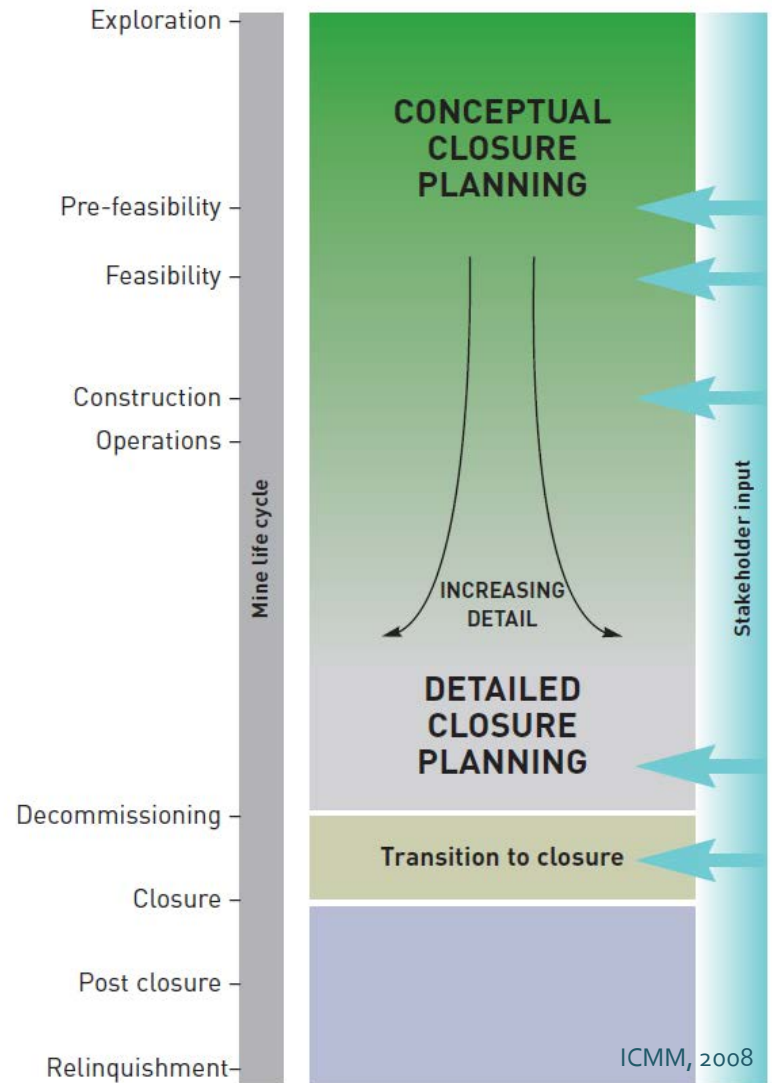 Exploration
CONCEPTUAL
CLOSURE
PLANNING
Pre-feasibility
Feasibility
Construction
Operations
Mine life cycle
Stakeholder input
INCREASING
DETAIL
DETAILED
CLOSURE
PLANNING
Decommissioning
Transition to closure
Closure
Post closure
Relinquishment
ICMM, 2008